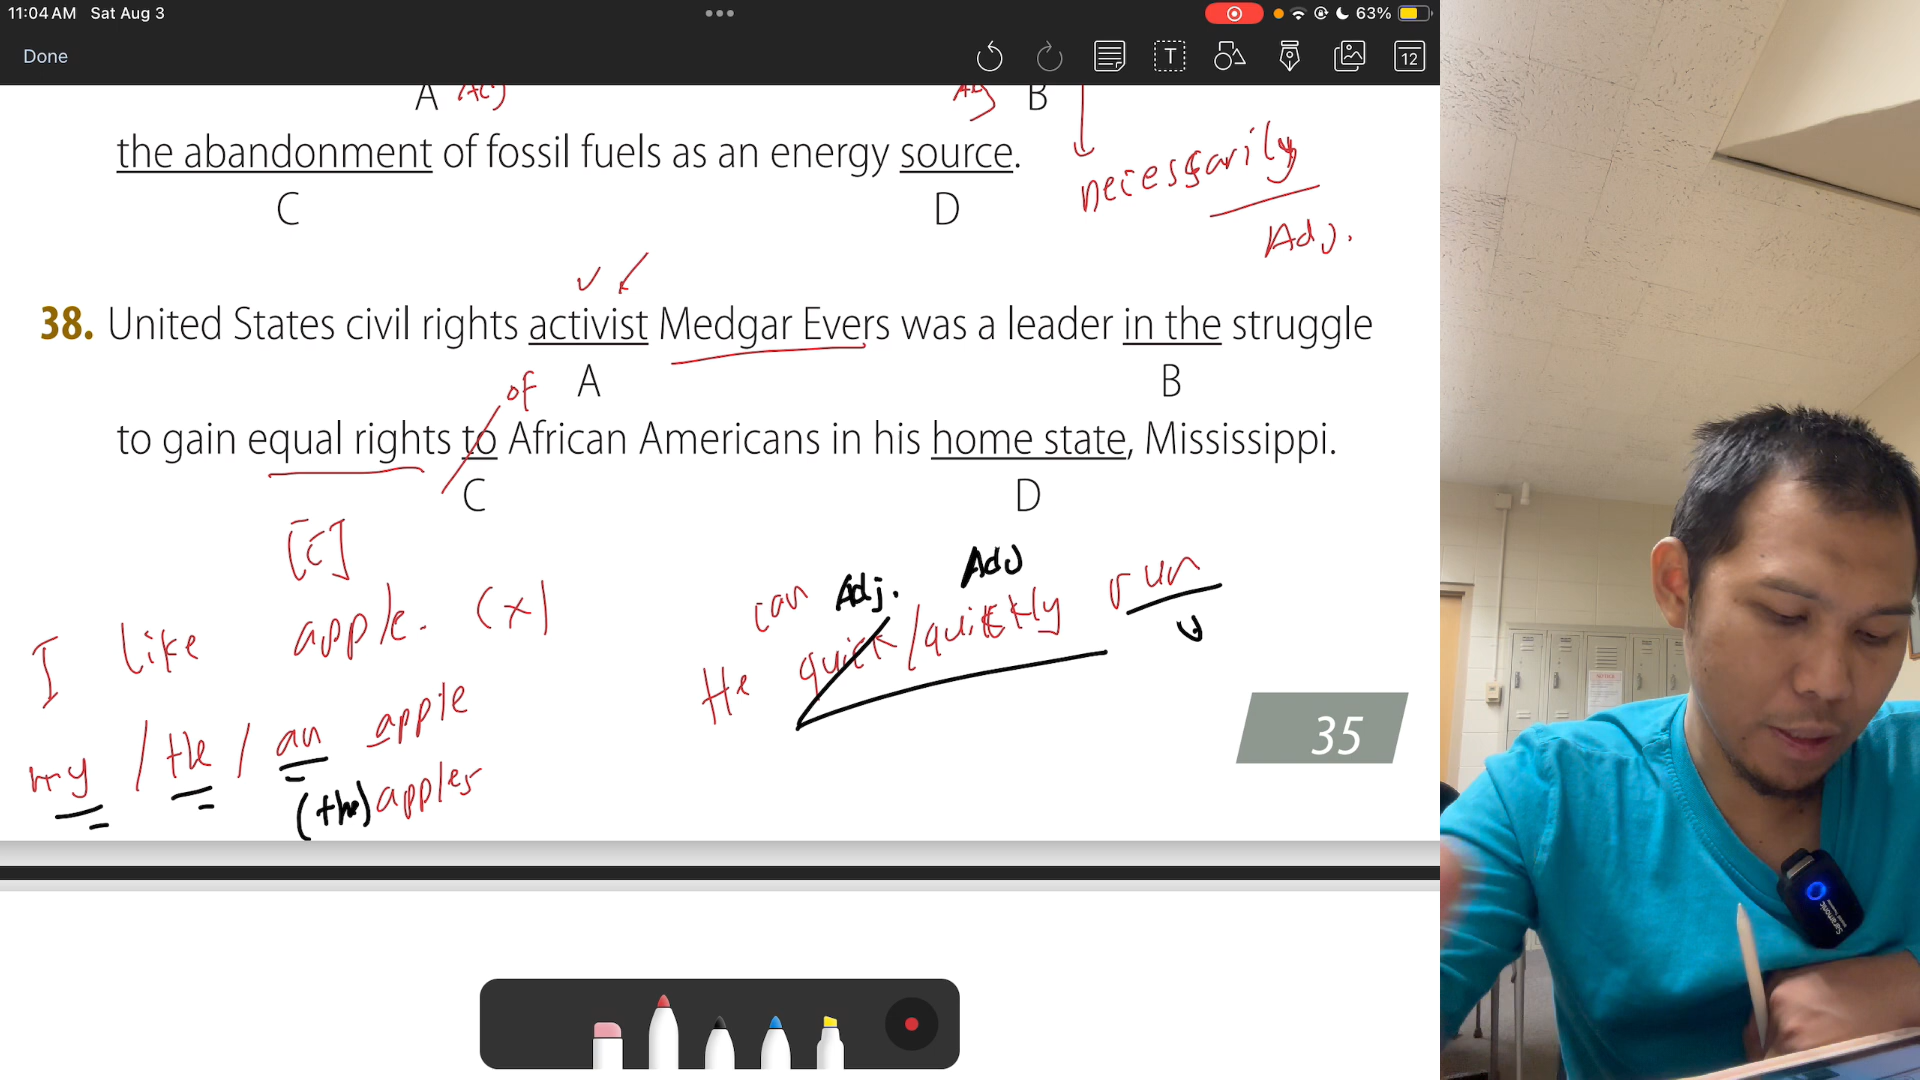 11:04 AM Sat Aug 3
63%
Done
T
12
A
Adj B
the abandonment of fossil fuels as an energy source.
C D
necessarily
Adv.
38. United States civil rights activist Medgar Evers was a leader in the struggle
A B
of
to gain equal rights to African Americans in his home state, Mississippi.
C D
[C]
I like apple. (x)
my / the / an apple
(the) apples
can Adj. Adv
He quick/quickly run
v
35
Saramonic